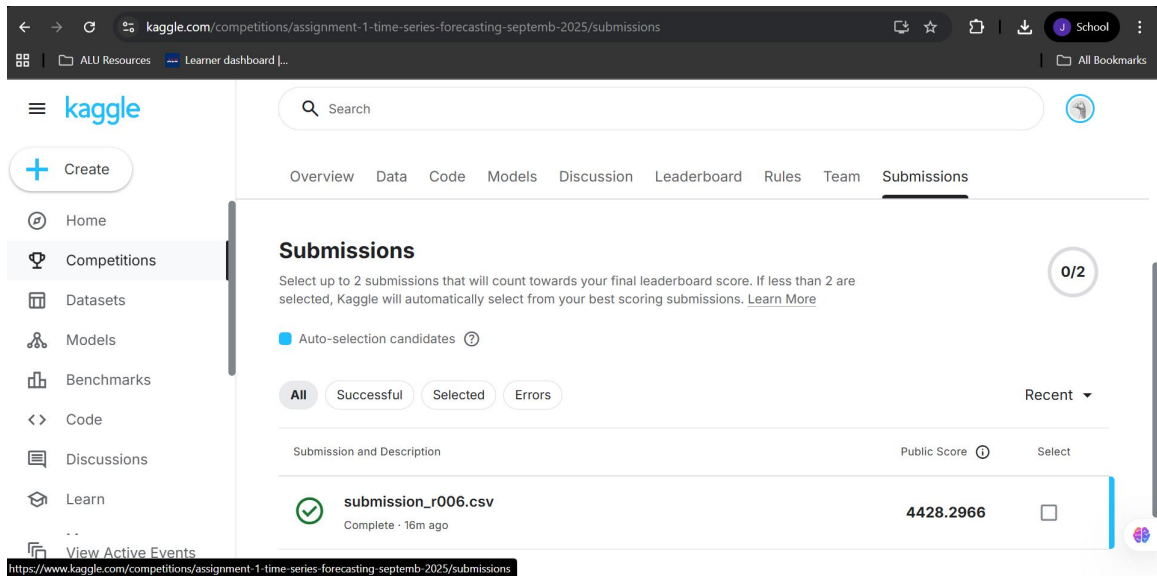 kaggle.com/competitions/assignment-1-time-series-forecasting-septemb-2025/submissions
J School
ALU Resources
Learner dashboard |...
All Bookmarks
kaggle
Search
Create
Overview Data Code Models Discussion Leaderboard Rules Team Submissions
Home
Competitions
Datasets
Models
Benchmarks
Code
Discussions
Learn
View Active Events
Submissions
Select up to 2 submissions that will count towards your final leaderboard score. If less than 2 are
selected, Kaggle will automatically select from your best scoring submissions. Learn More
0/2
Auto-selection candidates
All Successful Selected Errors
Recent
Submission and Description Public Score Select
submission_r006.csv
Complete · 16m ago
4428.2966
https://www.kaggle.com/competitions/assignment-1-time-series-forecasting-septemb-2025/submissions